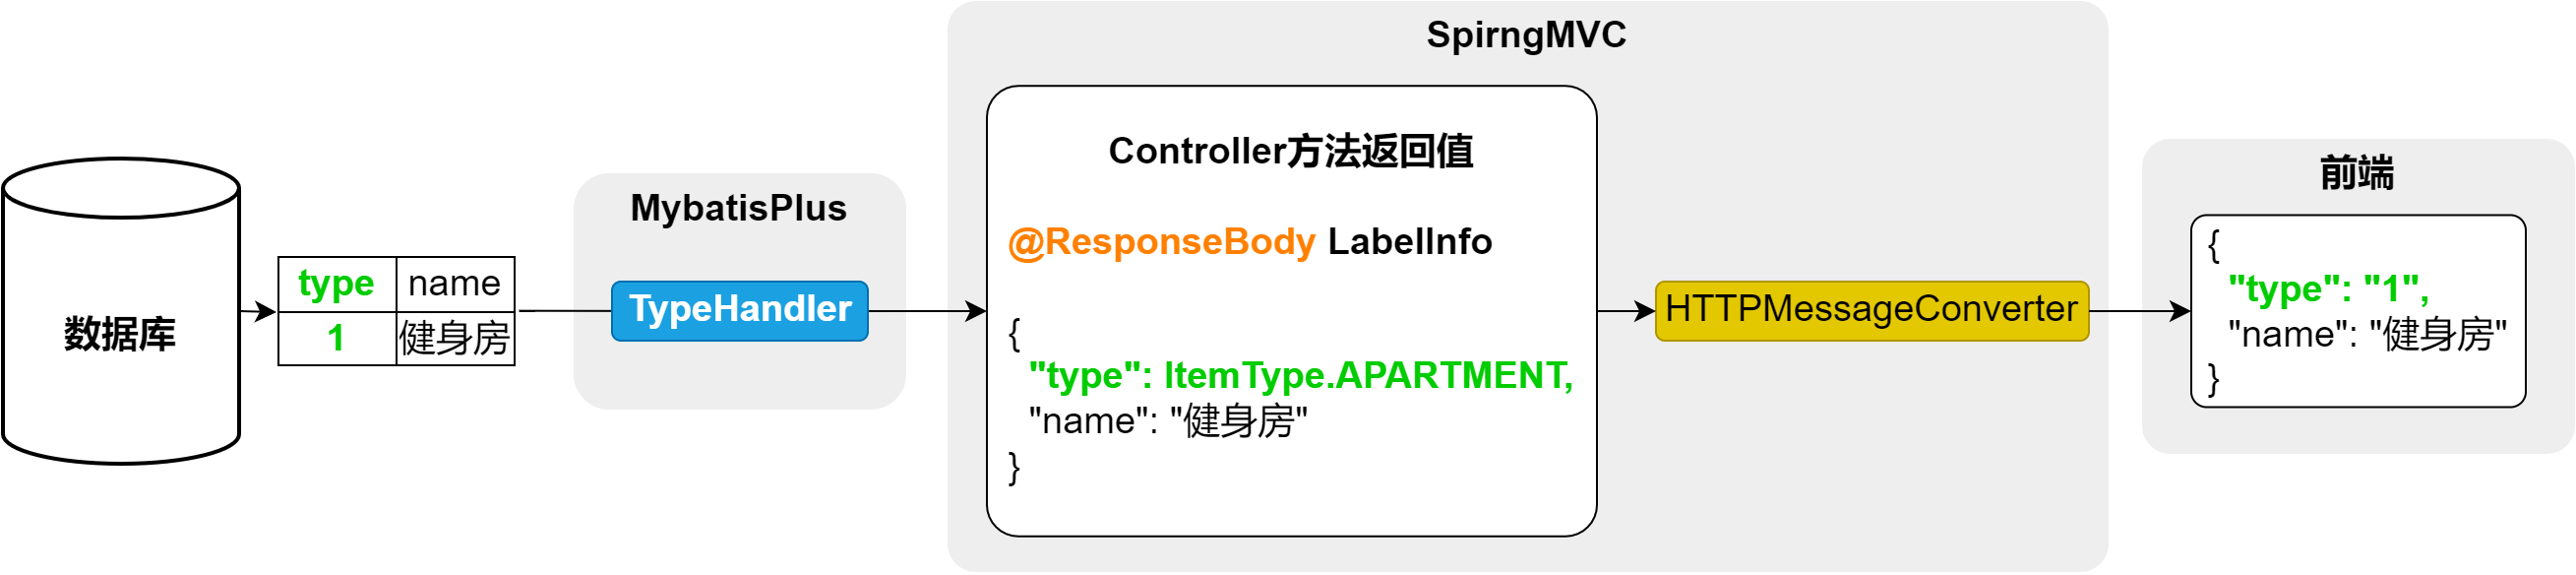 数据库
type name
1 健身房
MybatisPlus
TypeHandler
SpirngMVC
Controller方法返回值
@ResponseBody LabelInfo
{
"type": ItemType.APARTMENT,
"name": "健身房"
}
HTTPMessageConverter
前端
{
"type": "1",
"name": "健身房"
}